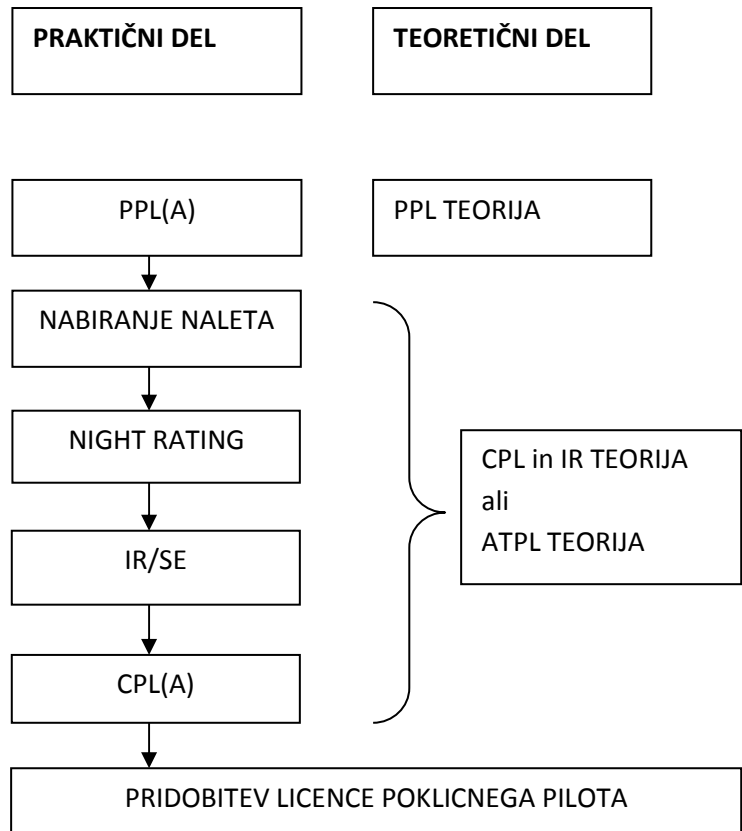 PRAKTIČNI DEL
TEORETIČNI DEL
PPL(A)
PPL TEORIJA
NABIRANJE NALETA
NIGHT RATING
IR/SE
CPL(A)
CPL in IR TEORIJA
ali
ATPL TEORIJA
PRIDOBITEV LICENCE POKLICNEGA PILOTA